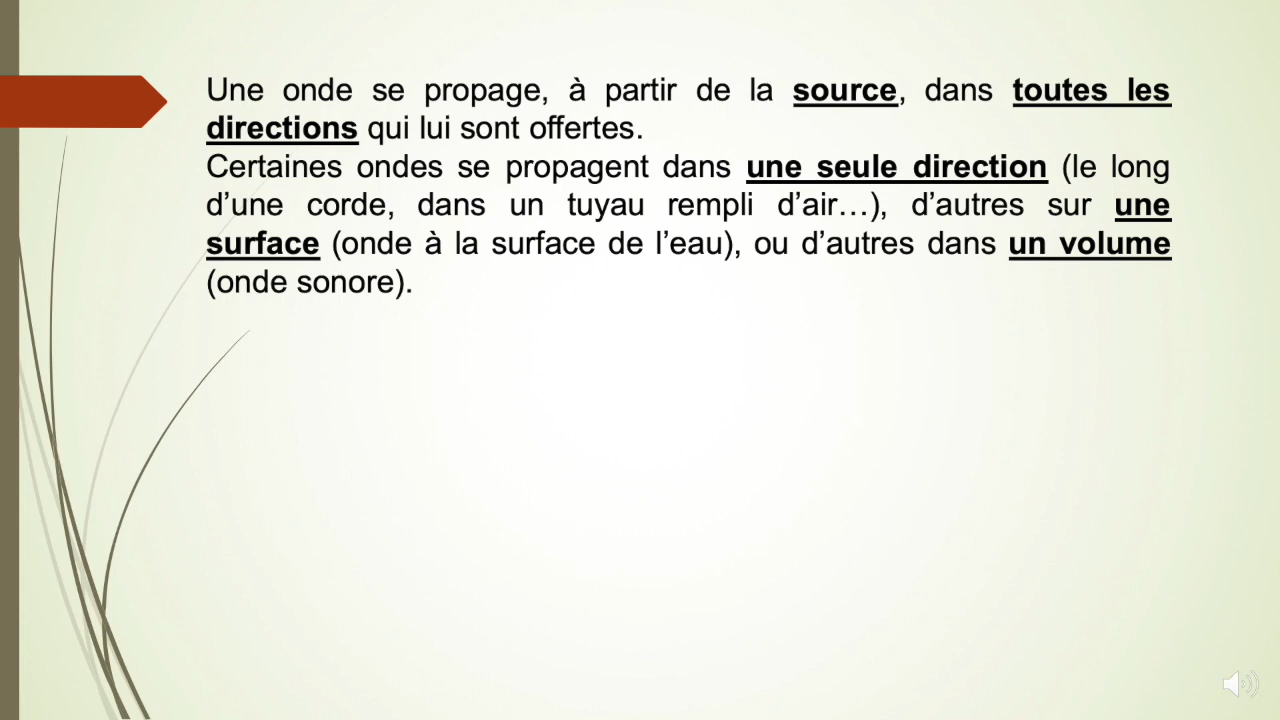 Une onde se propage, à partir de la source, dans toutes les
directions qui lui sont offertes.
Certaines ondes se propagent dans une seule direction (le long
d’une corde, dans un tuyau rempli d’air…), d’autres sur une
surface (onde à la surface de l’eau), ou d’autres dans un volume
(onde sonore).